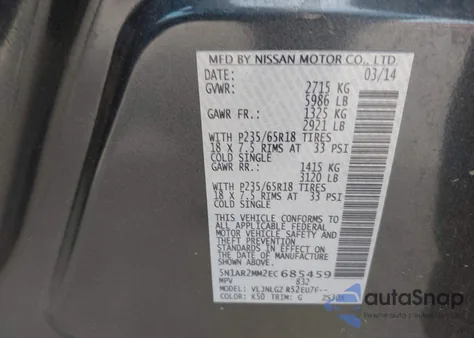 MFD BY NISSAN MOTOR CO., LTD.
DATE: 03/14
GVWR: 2715 KG
5986 LB
GAWR FR.: 1325 KG
2921 LB
WITH P235/65R18 TIRES
18 X 7.5 RIMS AT 33 PSI
COLD SINGLE
GAWR RR: 1415 KG
3120 LB
WITH P235/65R18 TIRES
18 X 7.5 RIMS AT 33 PSI
COLD SINGLE
THIS VEHICLE CONFORMS TO
ALL APPLICABLE FEDERAL
MOTOR VEHICLE SAFETY
STANDARDS IN EFFECT ON
THE DATE OF MANUFACTURE
SHOWN ABOVE.
5N1AR2MM2EC685459
MPV 832
MODEL:
COLOR: K50 TRIM: G
autoSnap